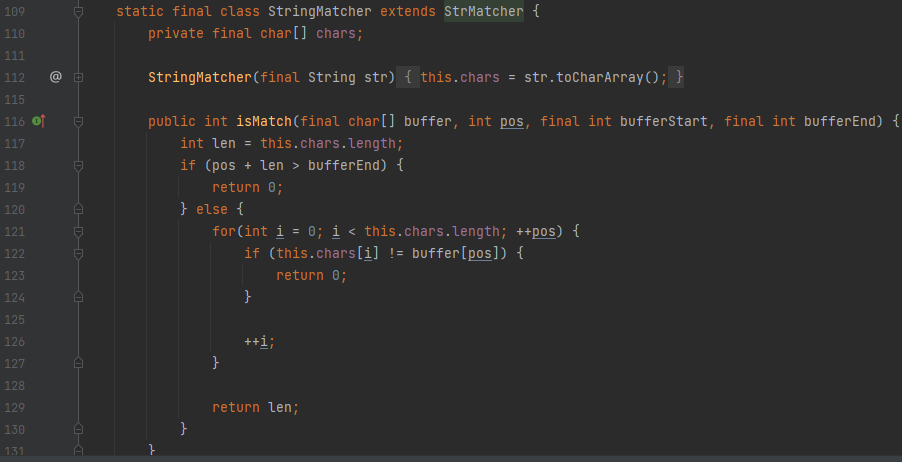 109 static final class StringMatcher extends StrMatcher {
110 private final char[] chars;
111
112 @ StringMatcher(final String str) { this.chars = str.toCharArray(); }
115
116 public int isMatch(final char[] buffer, int pos, final int bufferStart, final int bufferEnd) {
117 int len = this.chars.length;
118 if (pos + len > bufferEnd) {
119 return 0;
120 } else {
121 for(int i = 0; i < this.chars.length; ++pos) {
122 if (this.chars[i] != buffer[pos]) {
123 return 0;
124 }
125
126 ++i;
127 }
128
129 return len;
130 }
131 }